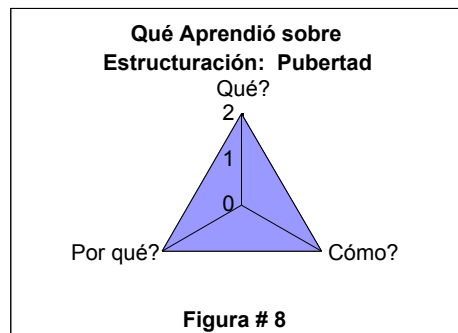 Qué Aprendió sobre
Estructuración: Pubertad
Qué?
2
1
0
Por qué?
Cómo?
Figura # 8